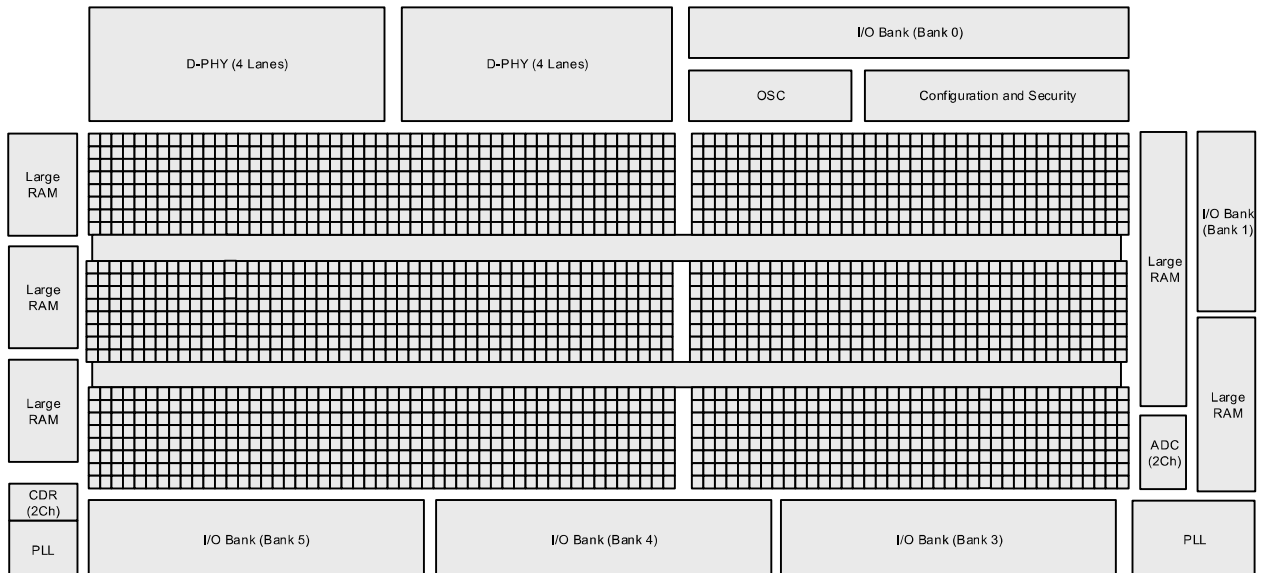 I/O Bank (Bank 0)
D-PHY (4 Lanes)
D-PHY (4 Lanes)
OSC
Configuration and Security
Large
RAM
I/O Bank
(Bank 1)
Large
RAM
Large
RAM
Large
RAM
Large
RAM
ADC
(2Ch)
CDR
(2Ch)
PLL
I/O Bank (Bank 5)
I/O Bank (Bank 4)
I/O Bank (Bank 3)
PLL